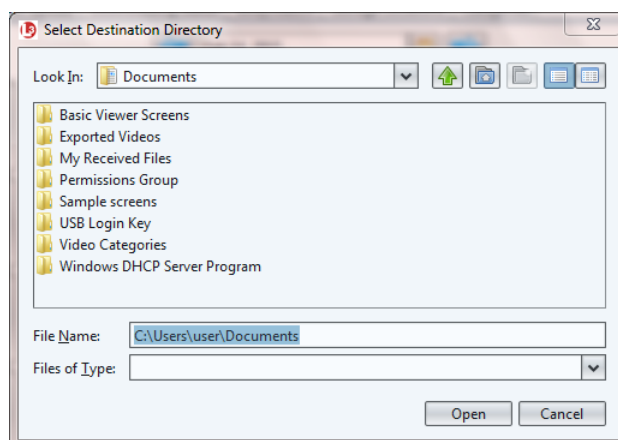 Select Destination Directory
Look In: Documents
Basic Viewer Screens
Exported Videos
My Received Files
Permissions Group
Sample screens
USB Login Key
Video Categories
Windows DHCP Server Program
File Name: C:\Users\user\Documents
Files of Type:
Open Cancel